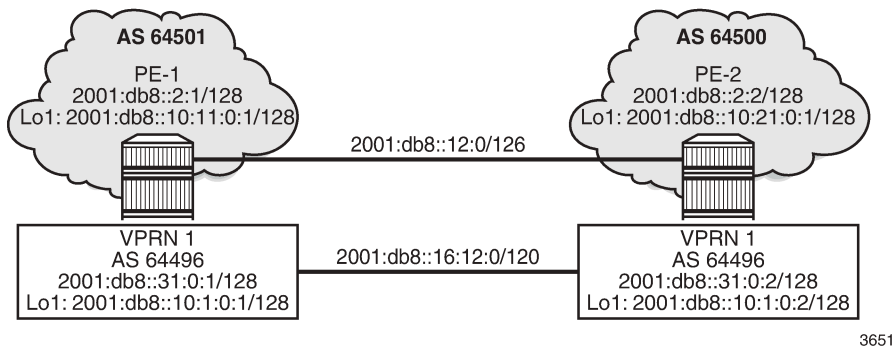 AS 64501
PE-1
2001:db8::2:1/128
Lo1: 2001:db8::10:11:0:1/128
AS 64500
PE-2
2001:db8::2:2/128
Lo1: 2001:db8::10:21:0:1/128
2001:db8::12:0/126
VPRN 1
AS 64496
2001:db8::31:0:1/128
Lo1: 2001:db8::10:1:0:1/128
2001:db8::16:12:0/120
VPRN 1
AS 64496
2001:db8::31:0:2/128
Lo1: 2001:db8::10:1:0:2/128
3651